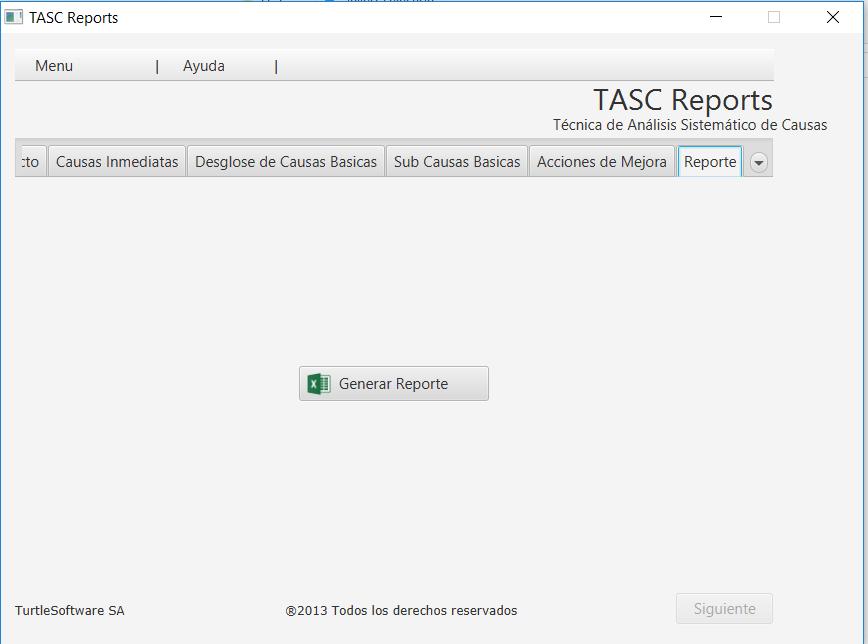 TASC Reports
Menu | Ayuda |
TASC Reports
Técnica de Análisis Sistemático de Causas
cto Causas Inmediatas Desglose de Causas Basicas Sub Causas Basicas Acciones de Mejora Reporte
Generar Reporte
TurtleSoftware SA ®2013 Todos los derechos reservados Siguiente